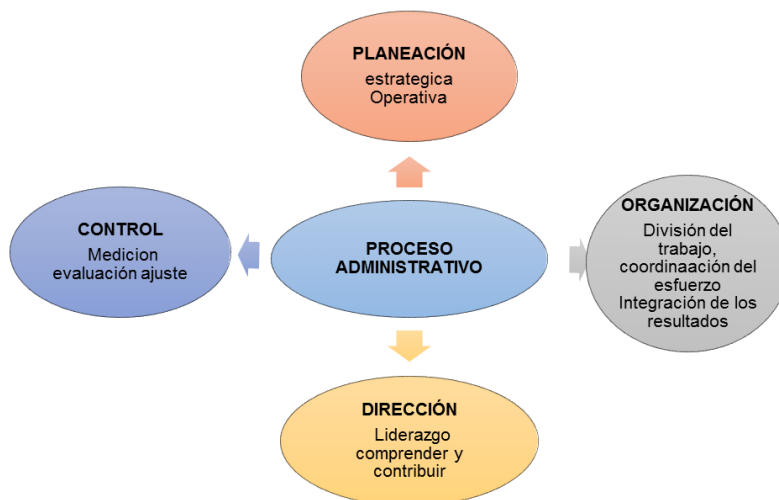 PLANEACIÓN
estrategica
Operativa
CONTROL
Medicion
evaluación ajuste
PROCESO
ADMINISTRATIVO
ORGANIZACIÓN
División del
trabajo,
coordinaación del
esfuerzo
Integración de los
resultados
DIRECCIÓN
Liderazgo
comprender y
contribuir